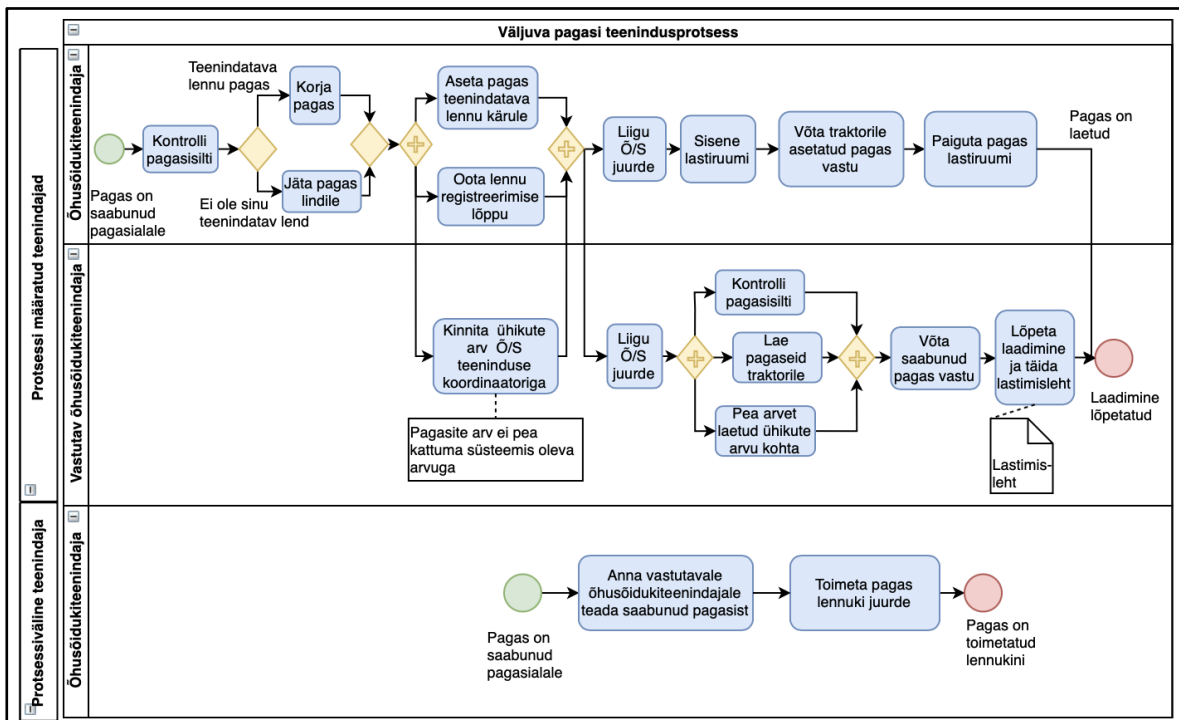 Väljuva pagasi teenindusprotsess
Protsessi määratud teenindajad
Õhusõidukiteenindaja
Pagas on
saabunud
pagasialale
Kontrolli
pagasisilti
Teenindatava
lennu pagas
Korja
pagas
Ei ole sinu
teenindatav lend
Jäta pagas
lindile
Aseta pagas
teenindatava
lennu kärule
Oota lennu
registreerimise
lõppu
Liigu
Õ/S
juurde
Sisene
lastiruumi
Võta traktorile
asetatud pagas
vastu
Paiguta pagas
lastiruumi
Pagas on
laetud
Vastutav õhusõidukiteenindaja
Kinnita ühikute
arv Õ/S
teeninduse
koordinaatoriga
Pagasite arv ei pea
kattuma süsteemis oleva
arvuga
Liigu
Õ/S
juurde
Kontrolli
pagasisilti
Lae
pagaseid
traktorile
Pea arvet
laetud ühikute
arvu kohta
Võta
saabunud
pagas vastu
Lõpeta
laadimine
ja täida
lastimisleht
Lastimis-
leht
Laadimine
lõpetatud
Protsessiväline teenindaja
Õhusõidukiteenindaja
Pagas on
saabunud
pagasialale
Anna vastutavale
õhusõidukiteenindajale
teada saabunud pagasist
Toimeta pagas
lennuki juurde
Pagas on
toimetatud
lennukini